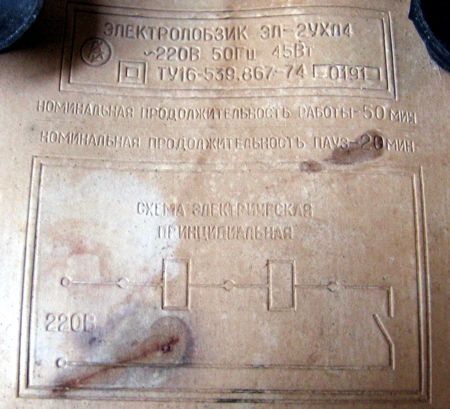 ЭЛЕКТРОЛОБЗИК ЭЛ-2УХЛ4
~220В 50Гц 45Вт
ТУ16-539.867-74 0191
НОМИНАЛЬНАЯ ПРОДОЛЖИТЕЛЬНОСТЬ РАБОТЫ-50 МИН
НОМИНАЛЬНАЯ ПРОДОЛЖИТЕЛЬНОСТЬ ПАУЗ-20 МИН
СХЕМА ЭЛЕКТРИЧЕСКАЯ
ПРИНЦИПИАЛЬНАЯ
220В